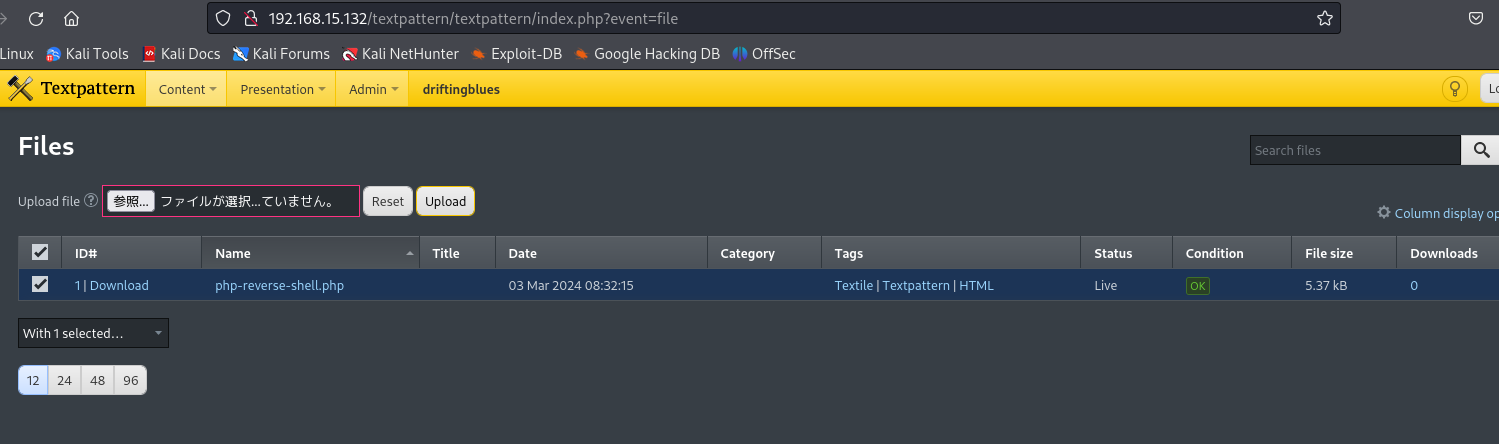 192.168.15.132/textpattern/textpattern/index.php?event=file
Linux Kali Tools Kali Docs Kali Forums Kali NetHunter Exploit-DB Google Hacking DB OffSec
Textpattern Content Presentation Admin driftingblues Lo
Files
Search files
Upload file ? 参照... ファイルが選択...ていません。 Reset Upload
Column display op
ID# Name Title Date Category Tags Status Condition File size Downloads
1 | Download php-reverse-shell.php 03 Mar 2024 08:32:15 Textile | Textpattern | HTML Live OK 5.37 kB 0
With 1 selected...
12 24 48 96